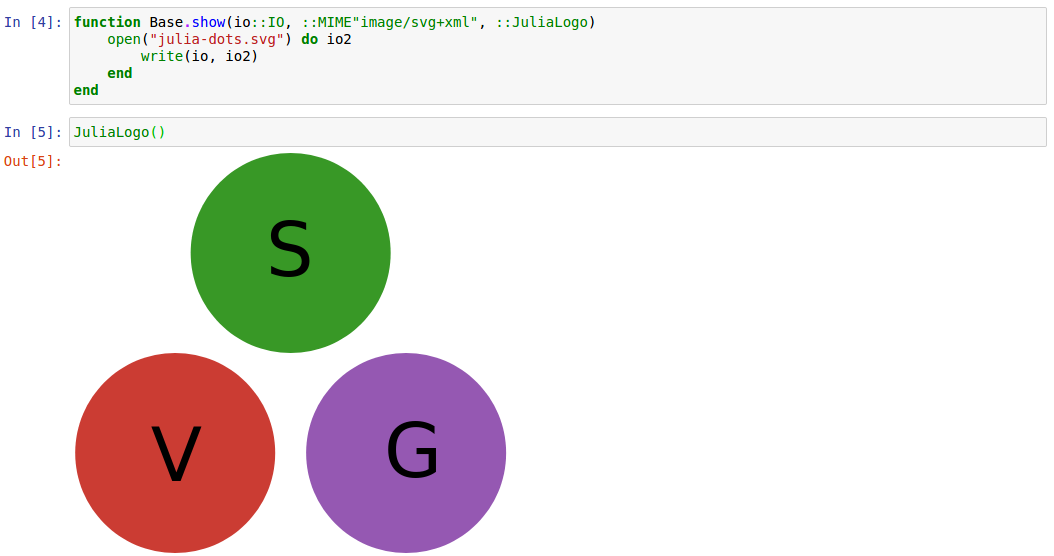 In [4]: function Base.show(io::IO, ::MIME"image/svg+xml", ::JuliaLogo)
    open("julia-dots.svg") do io2
        write(io, io2)
    end
end
In [5]: JuliaLogo()
Out[5]:
S
V G